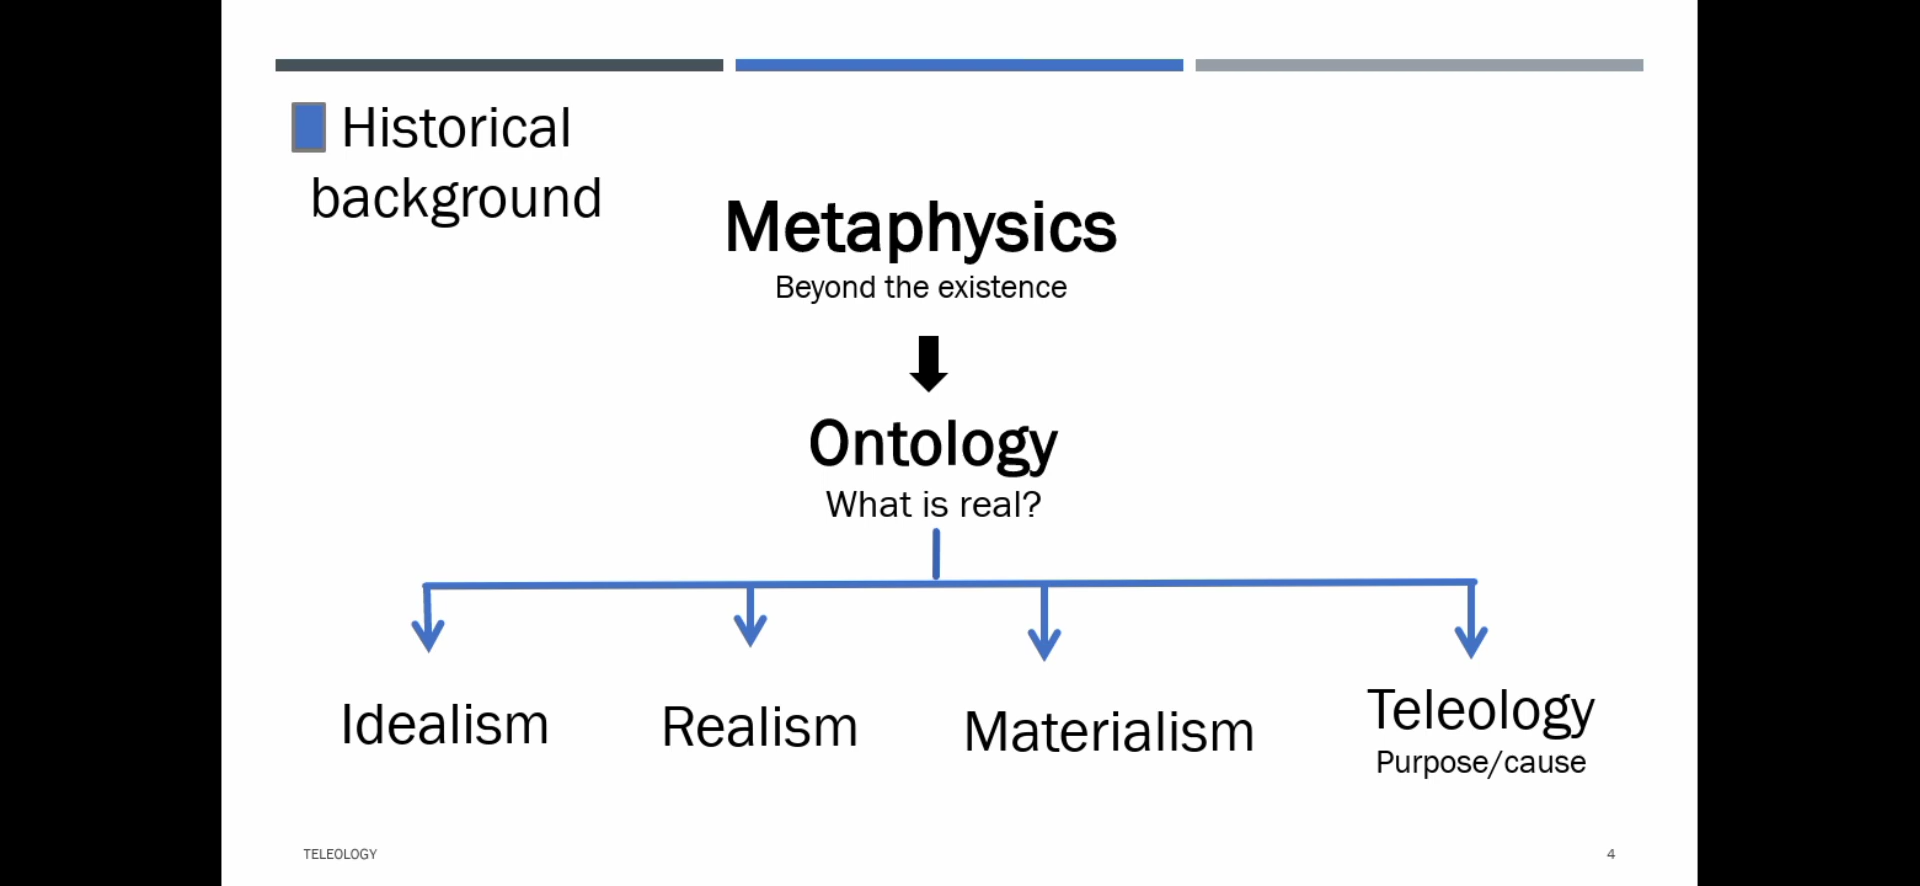 Historical
background
Metaphysics
Beyond the existence
Ontology
What is real?
Idealism
Realism
Materialism
Teleology
Purpose/cause
TELEOLOGY
4